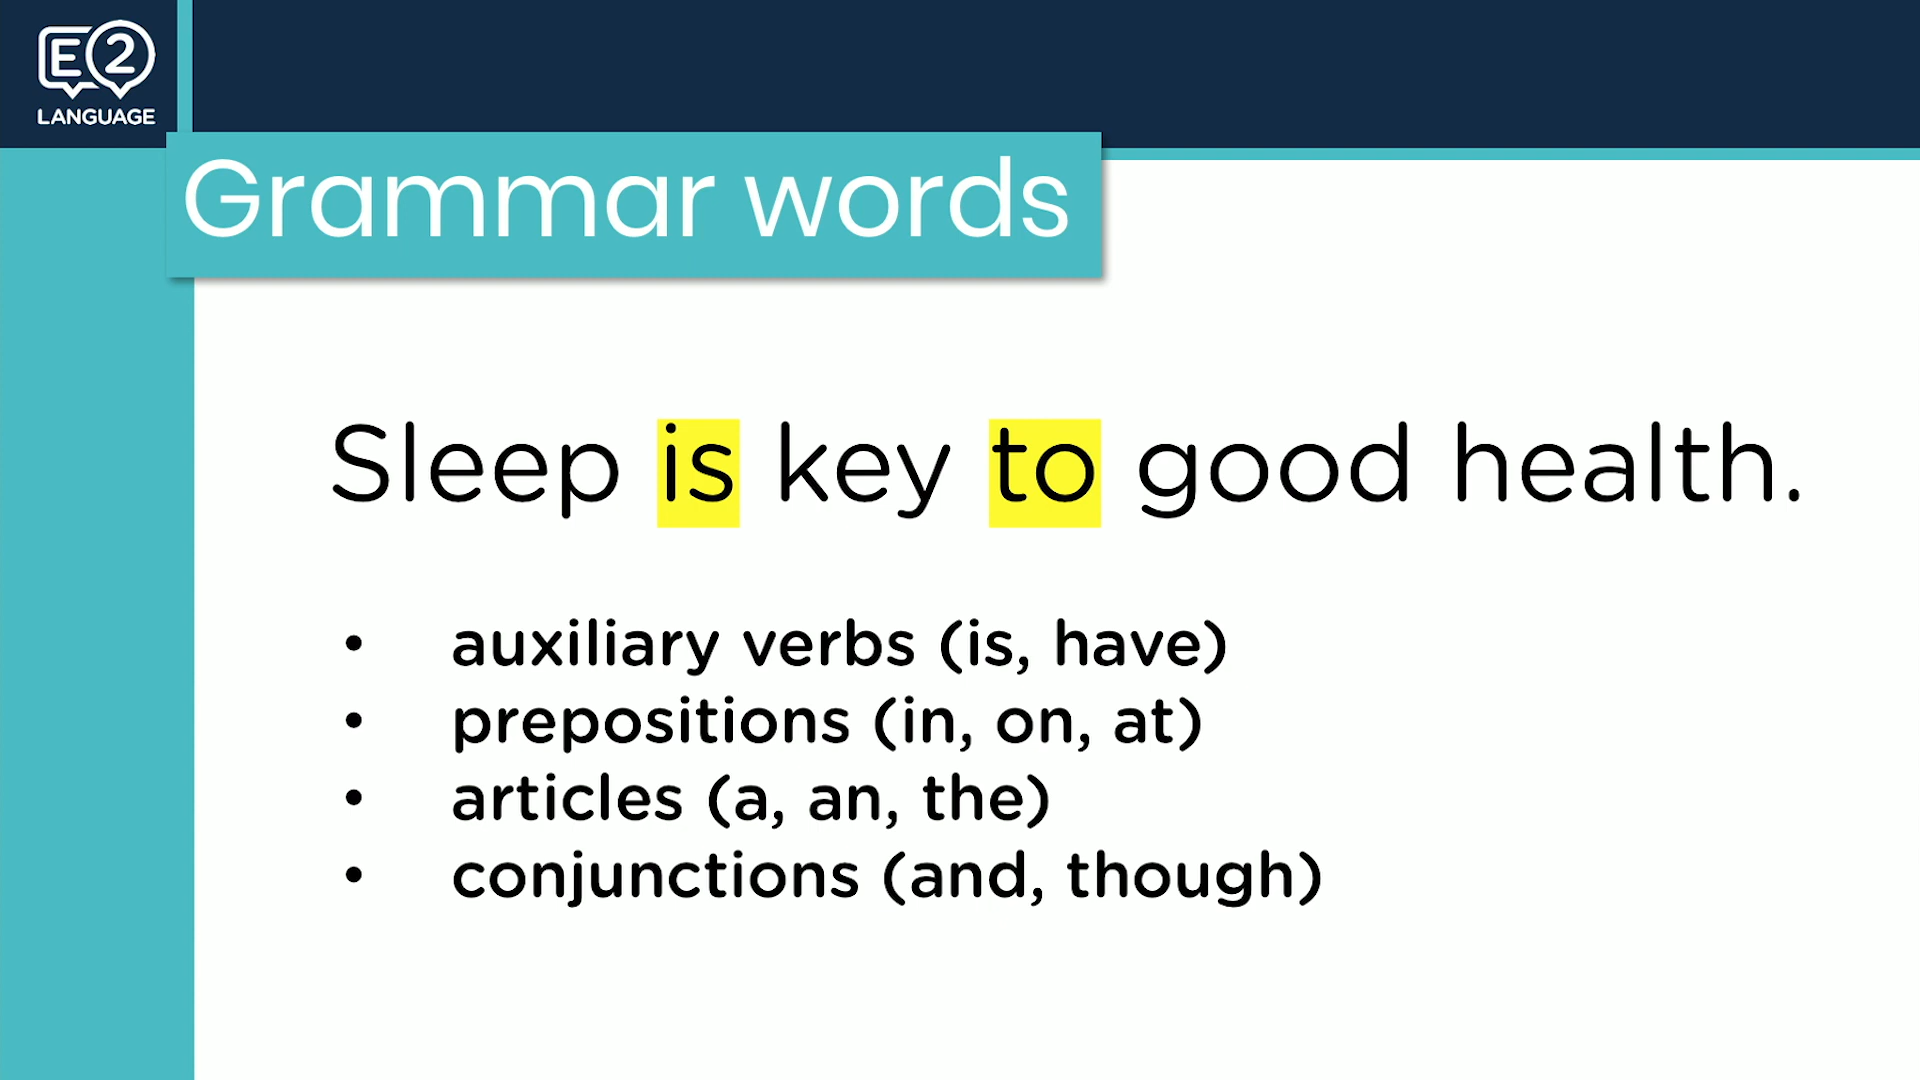 E2
LANGUAGE
Grammar words
Sleep is key to good health.
• auxiliary verbs (is, have)
• prepositions (in, on, at)
• articles (a, an, the)
• conjunctions (and, though)